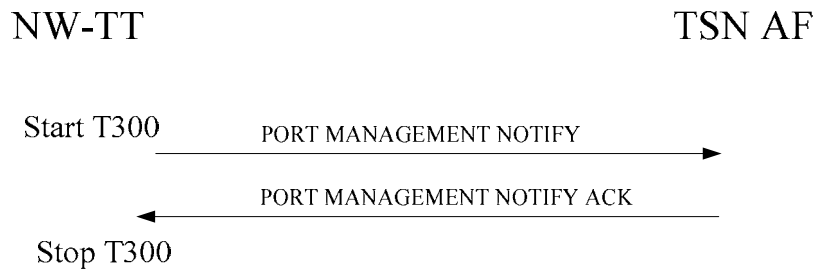 NW-TT
TSN AF
Start T300
PORT MANAGEMENT NOTIFY
PORT MANAGEMENT NOTIFY ACK
Stop T300